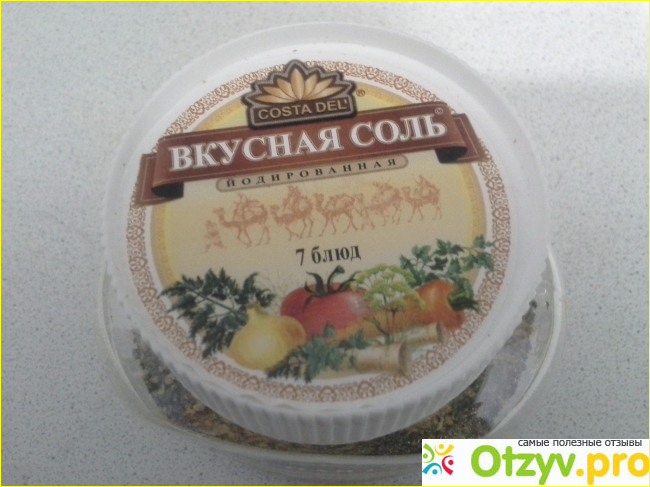 COSTA DEL' ®
ВКУСНАЯ СОЛЬ ©
ЙОДИРОВАННАЯ
7 блюд
самые полезные отзывы
Otzyv.pro